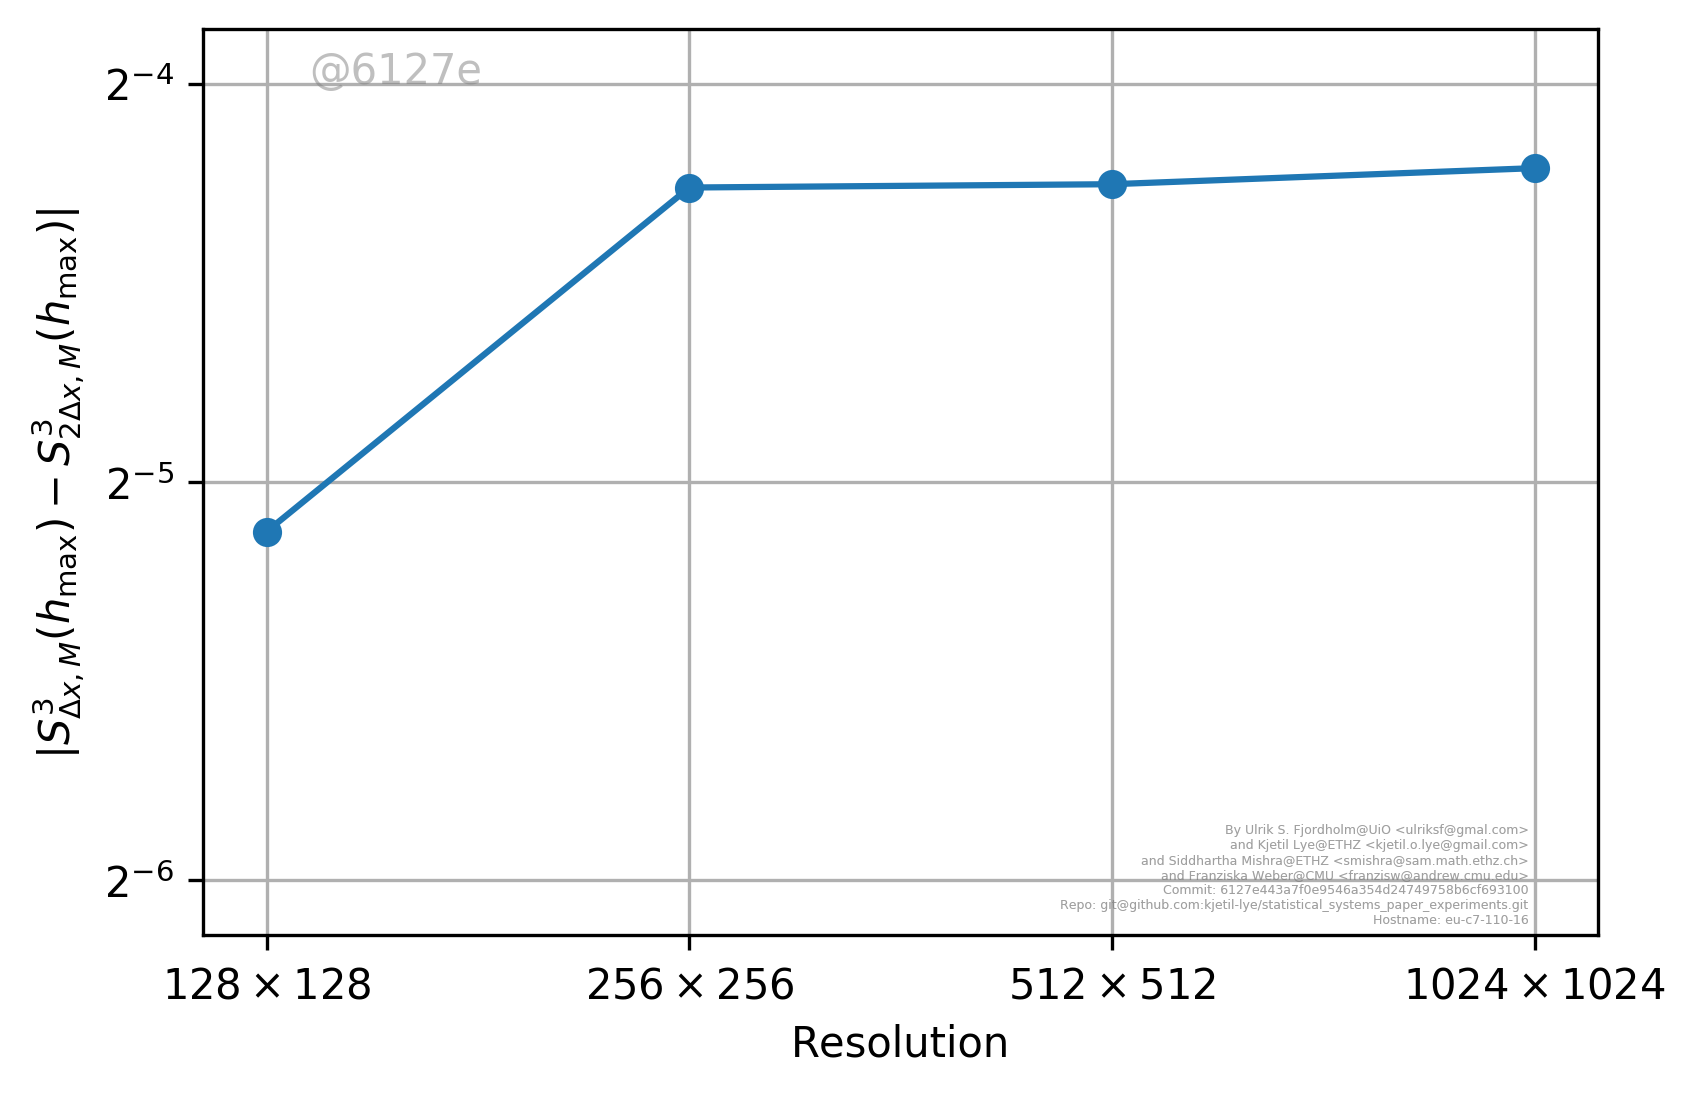 @6127e
2⁻⁴
2⁻⁵
2⁻⁶
|S³_{Δx, M}(h_max) − S³_{2Δx, M}(h_max)|
By Ulrik S. Fjordholm@UiO <ulriksf@gmal.com>
and Kjetil Lye@ETHZ <kjetil.o.lye@gmail.com>
and Siddhartha Mishra@ETHZ <smishra@sam.math.ethz.ch>
and Franziska Weber@CMU <franzisw@andrew.cmu.edu>
Commit: 6127e443a7f0e9546a354d24749758b6cf693100
Repo: git@github.com:kjetil-lye/statistical_systems_paper_experiments.git
Hostname: eu-c7-110-16
128 × 128 256 × 256 512 × 512 1024 × 1024
Resolution